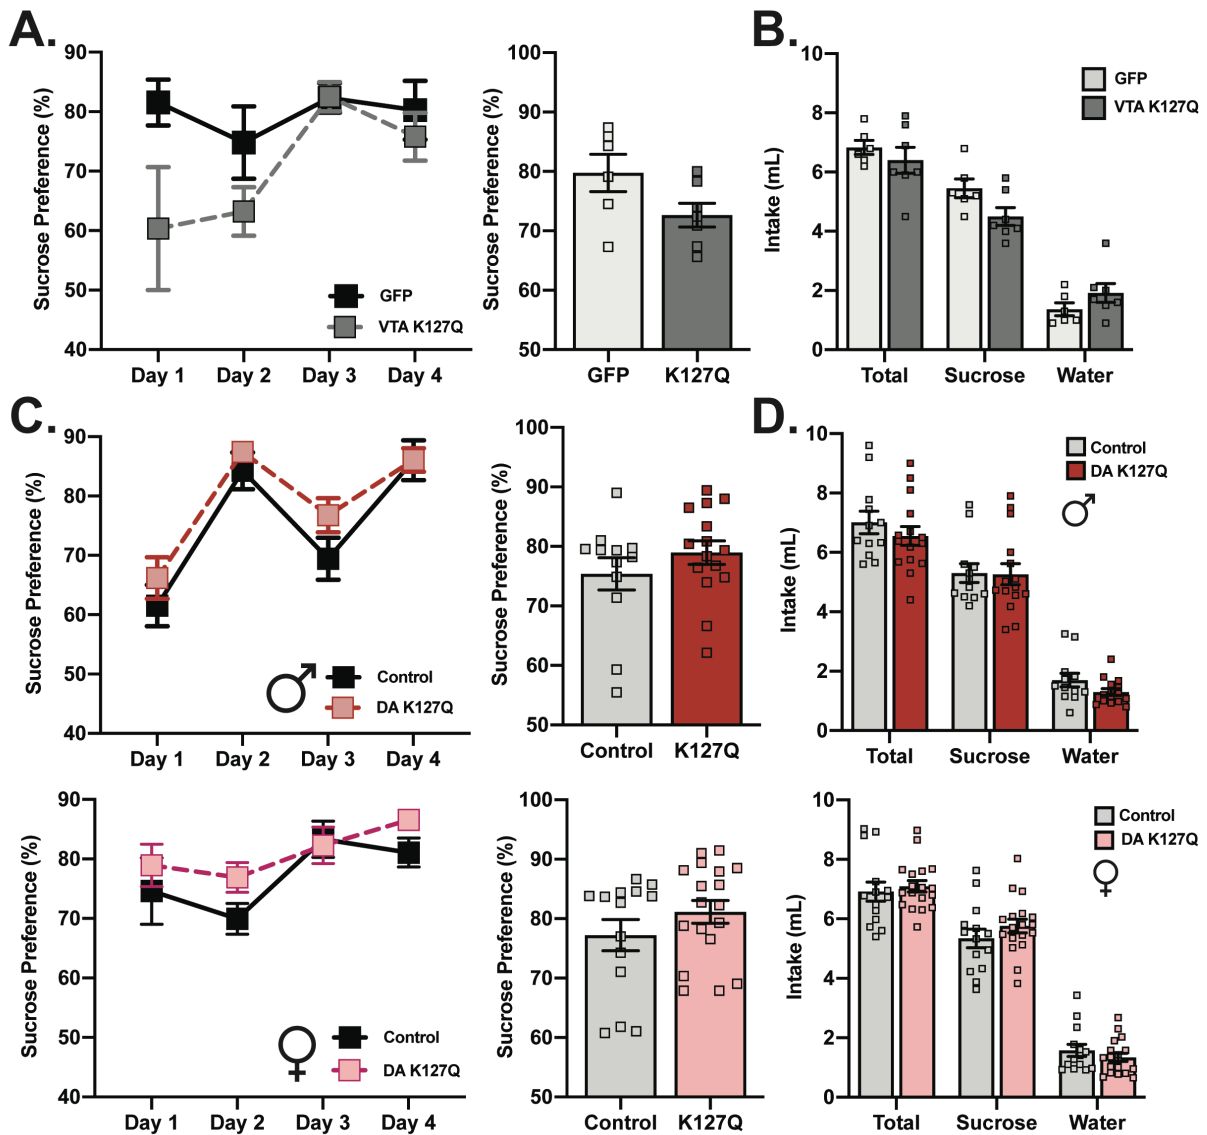 A.
90
80
70
60
50
40
Sucrose Preference (%)
GFP
VTA K127Q
Day 1 Day 2 Day 3 Day 4
100
90
80
70
60
50
Sucrose Preference (%)
GFP K127Q
B.
10
8
6
4
2
0
Intake (mL)
GFP
VTA K127Q
Total Sucrose Water
C.
90
80
70
60
50
40
Sucrose Preference (%)
Control
DA K127Q
Day 1 Day 2 Day 3 Day 4
100
90
80
70
60
50
Sucrose Preference (%)
Control K127Q
D.
10
8
6
4
2
0
Intake (mL)
Control
DA K127Q
♂
Total Sucrose Water
90
80
70
60
50
40
Sucrose Preference (%)
Control
DA K127Q
Day 1 Day 2 Day 3 Day 4
100
90
80
70
60
50
Sucrose Preference (%)
Control K127Q
10
8
6
4
2
0
Intake (mL)
Control
DA K127Q
♀
Total Sucrose Water